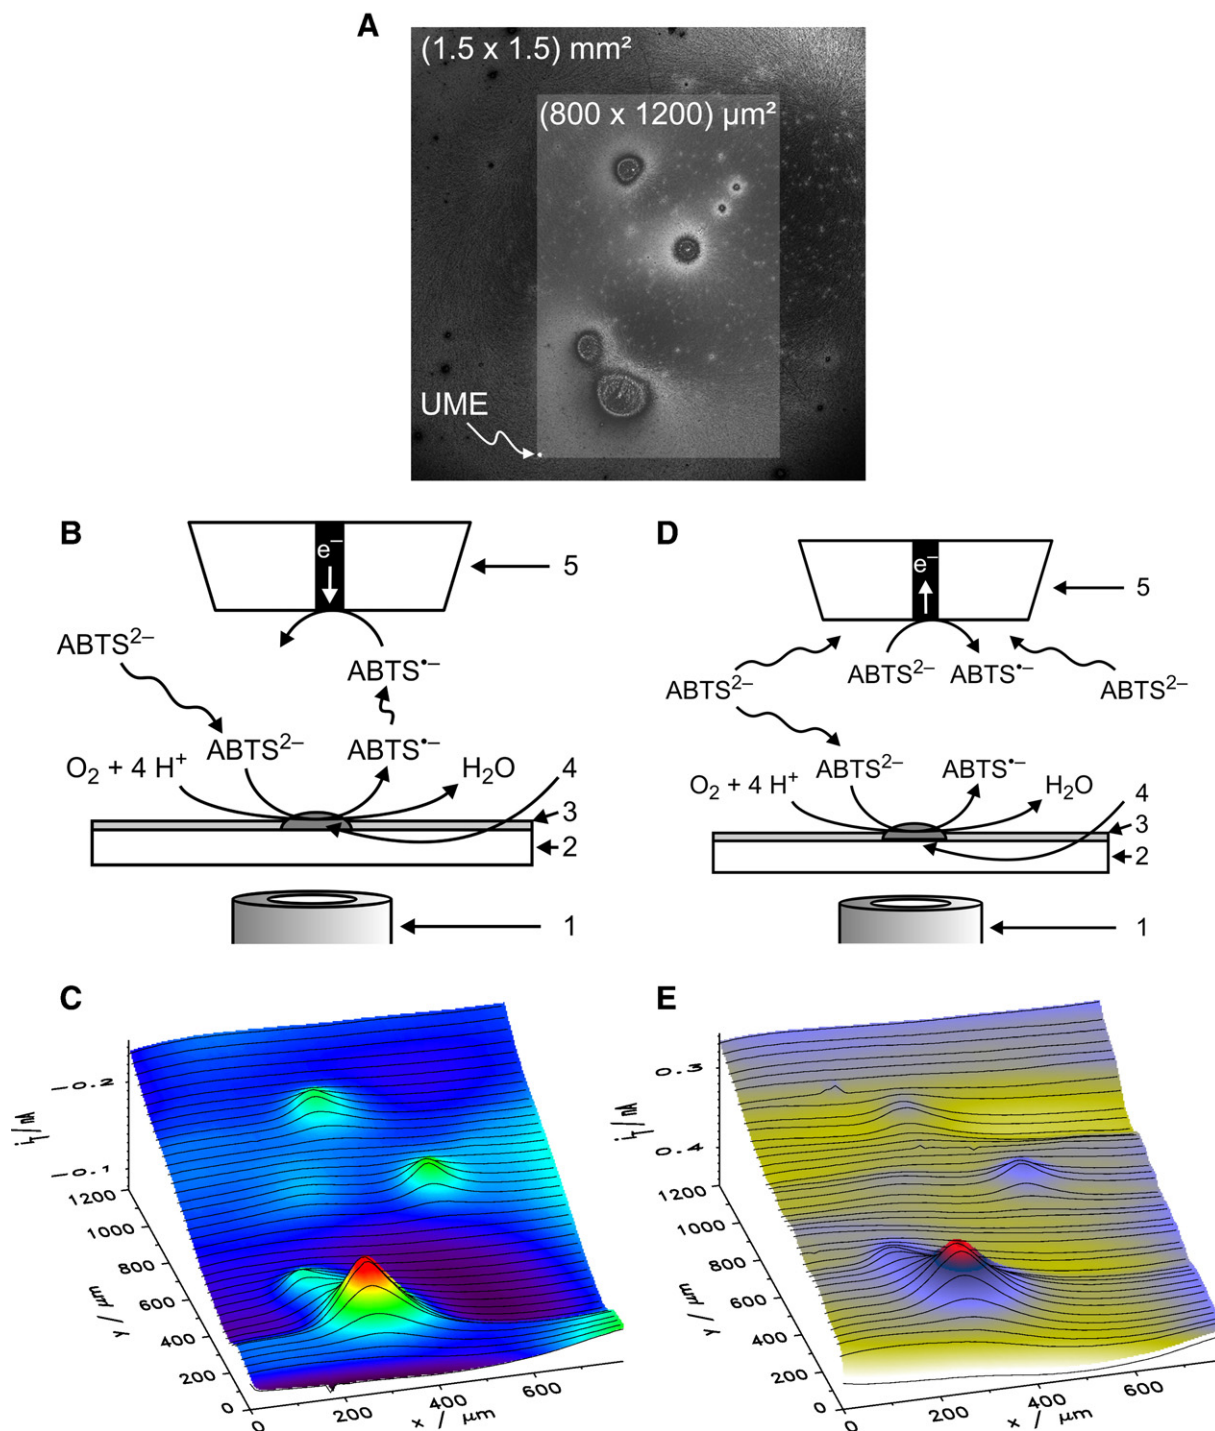 A
(1.5 x 1.5) mm²
(800 x 1200) µm²
UME
B
e⁻
5
ABTS²⁻
ABTS•⁻
ABTS²⁻
ABTS•⁻
O₂ + 4 H⁺
H₂O
4
3
2
1
D
e⁻
5
ABTS²⁻
ABTS•⁻
ABTS²⁻
ABTS²⁻
ABTS²⁻
ABTS•⁻
O₂ + 4 H⁺
H₂O
4
3
2
1
C
−0.2
−0.1
iT/nA
1200
1000
800
600
400
200
0
y / µm
0
200
400
600
x / µm
E
0.3
0.4
iT/nA
1200
1000
800
600
400
200
0
y / µm
0
200
400
600
x / µm